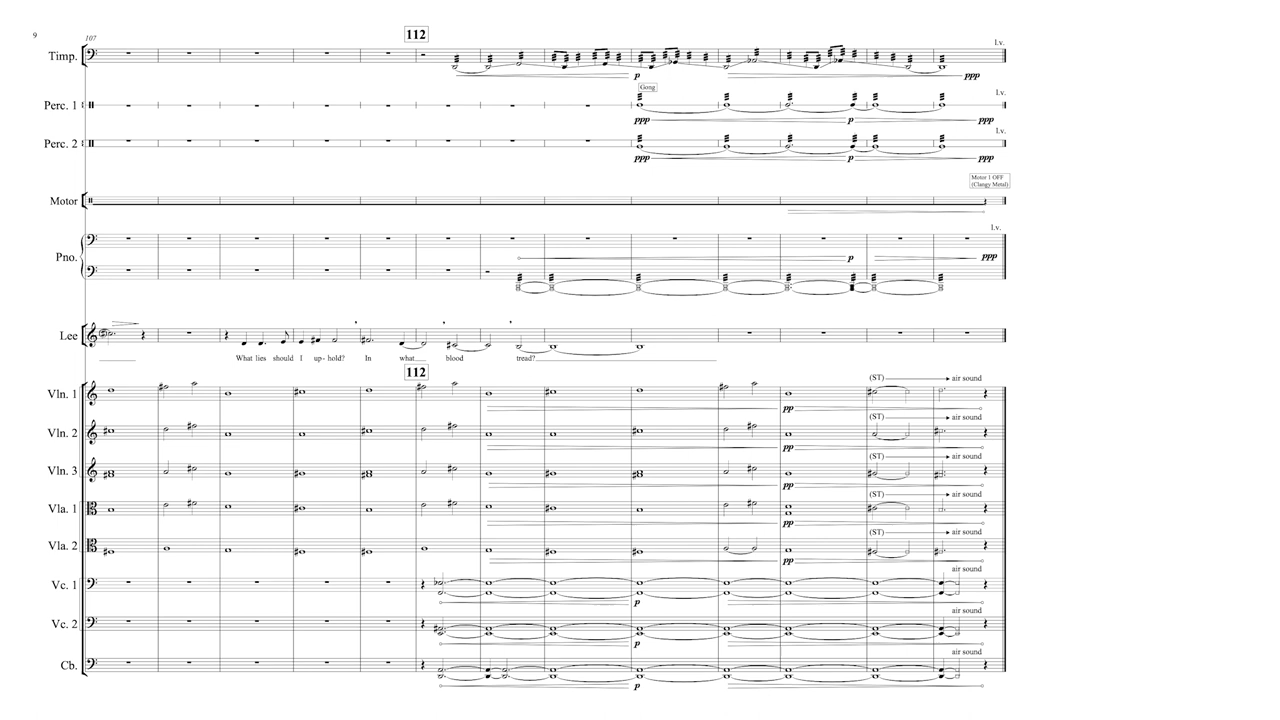 9
107
112
Timp.
l.v.
p
ppp
Perc. 1
Gong
l.v.
ppp
p
ppp
Perc. 2
l.v.
ppp
p
ppp
Motor
Motor 1 OFF
(Clangy Metal)
Pno.
l.v.
p
ppp
Lee
What lies should I up-hold? In what blood tread?
112
Vln. 1
(ST) air sound
pp
Vln. 2
(ST) air sound
pp
Vln. 3
(ST) air sound
pp
Vla. 1
(ST) air sound
pp
Vla. 2
(ST) air sound
pp
Vc. 1
air sound
p
Vc. 2
air sound
p
Cb.
air sound
p